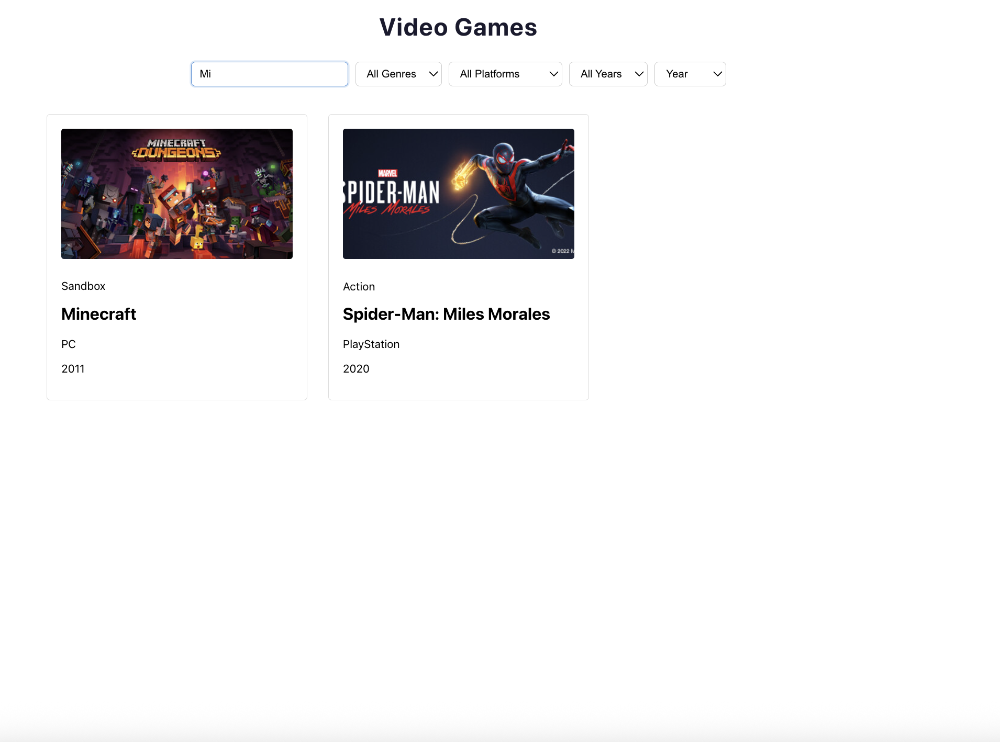 Video Games
Mi
All Genres
All Platforms
All Years
Year
MINECRAFT
DUNGEONS
Sandbox
Minecraft
PC
2011
MARVEL
SPIDER-MAN
MILES MORALES
© 2022 M
Action
Spider-Man: Miles Morales
PlayStation
2020